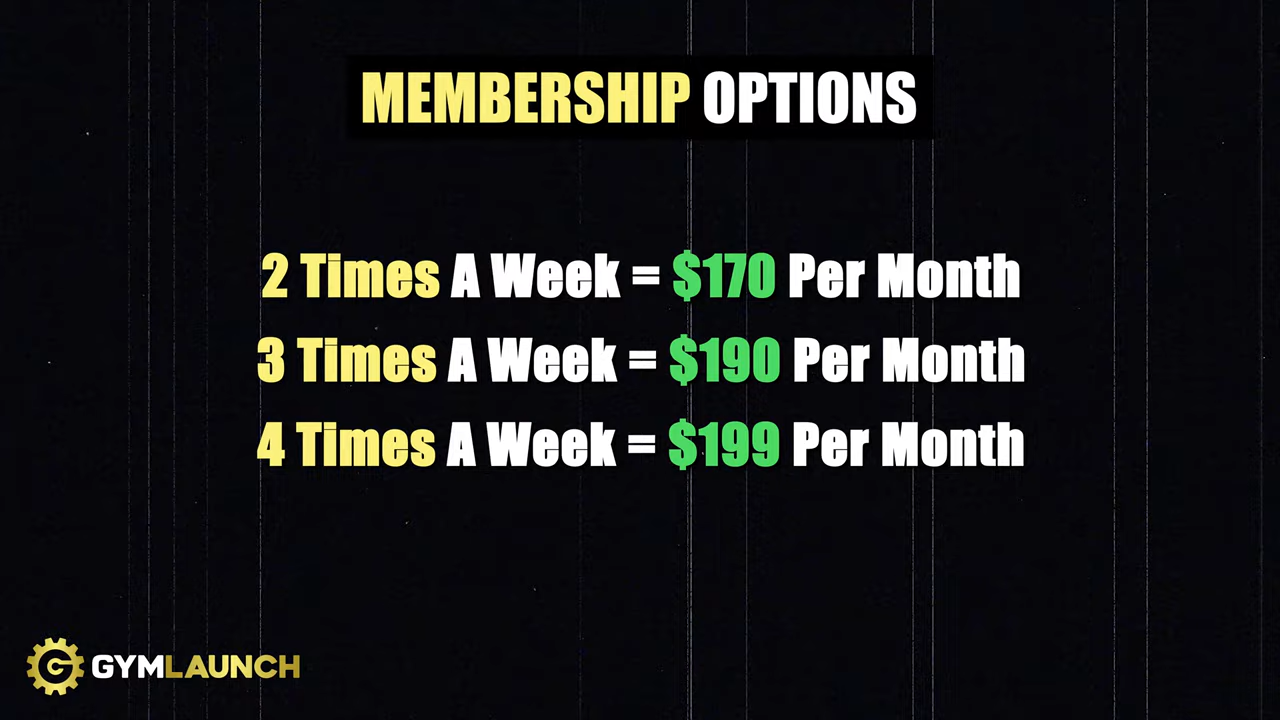 MEMBERSHIP OPTIONS
2 Times A Week = $170 Per Month
3 Times A Week = $190 Per Month
4 Times A Week = $199 Per Month
G GYMLAUNCH